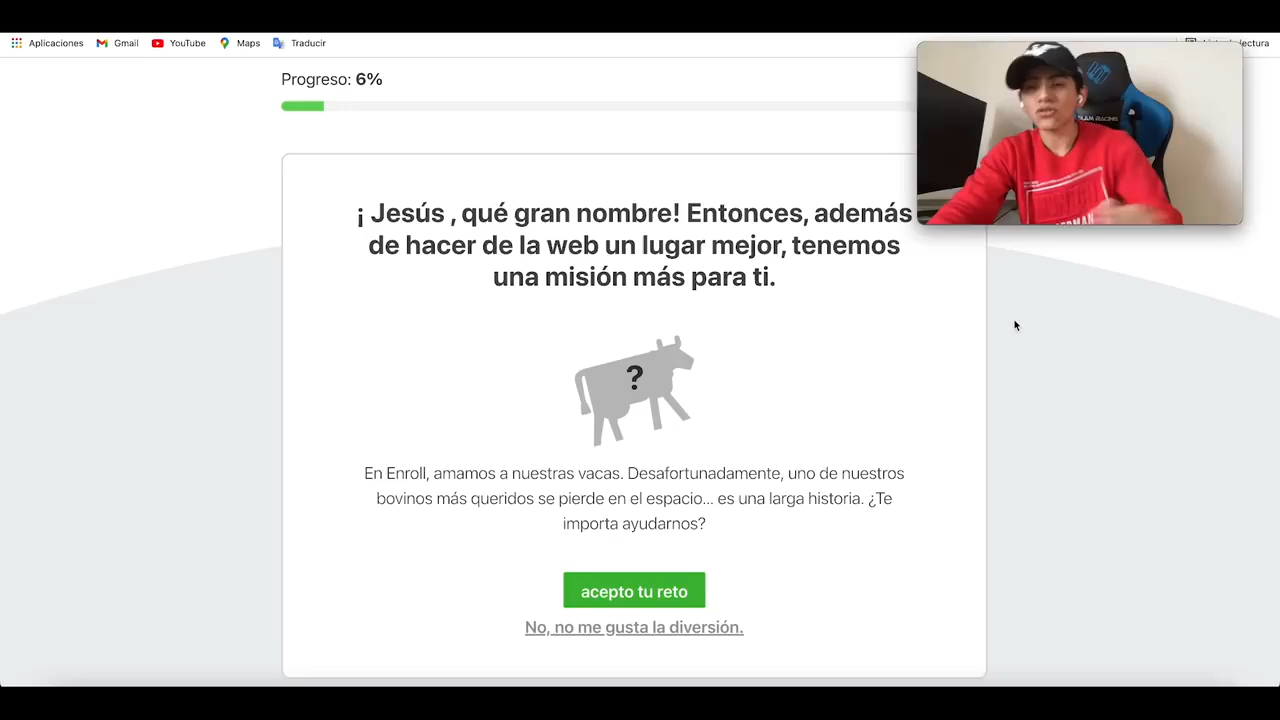 Aplicaciones Gmail YouTube Maps Traducir
Progreso: 6%
¡ Jesús , qué gran nombre! Entonces, además
de hacer de la web un lugar mejor, tenemos
una misión más para ti.
?
En Enroll, amamos a nuestras vacas. Desafortunadamente, uno de nuestros
bovinos más queridos se pierde en el espacio... es una larga historia. ¿Te
importa ayudarnos?
acepto tu reto
No, no me gusta la diversión.